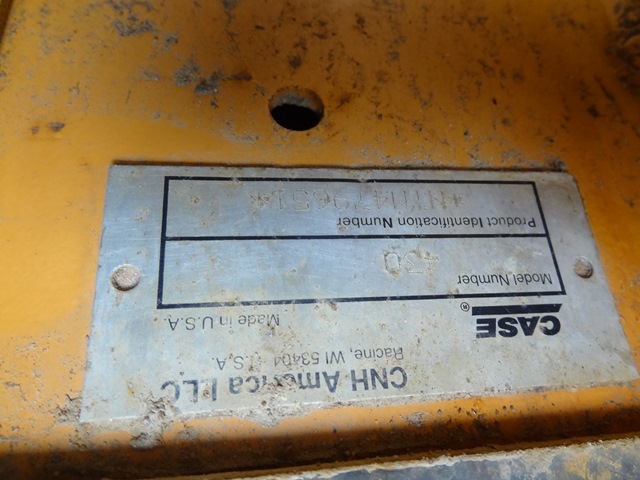 CNH America LLC
Racine, WI 53404 U.S.A.
CASE®
Made in U.S.A.
Model Number
430
Product Identification Number